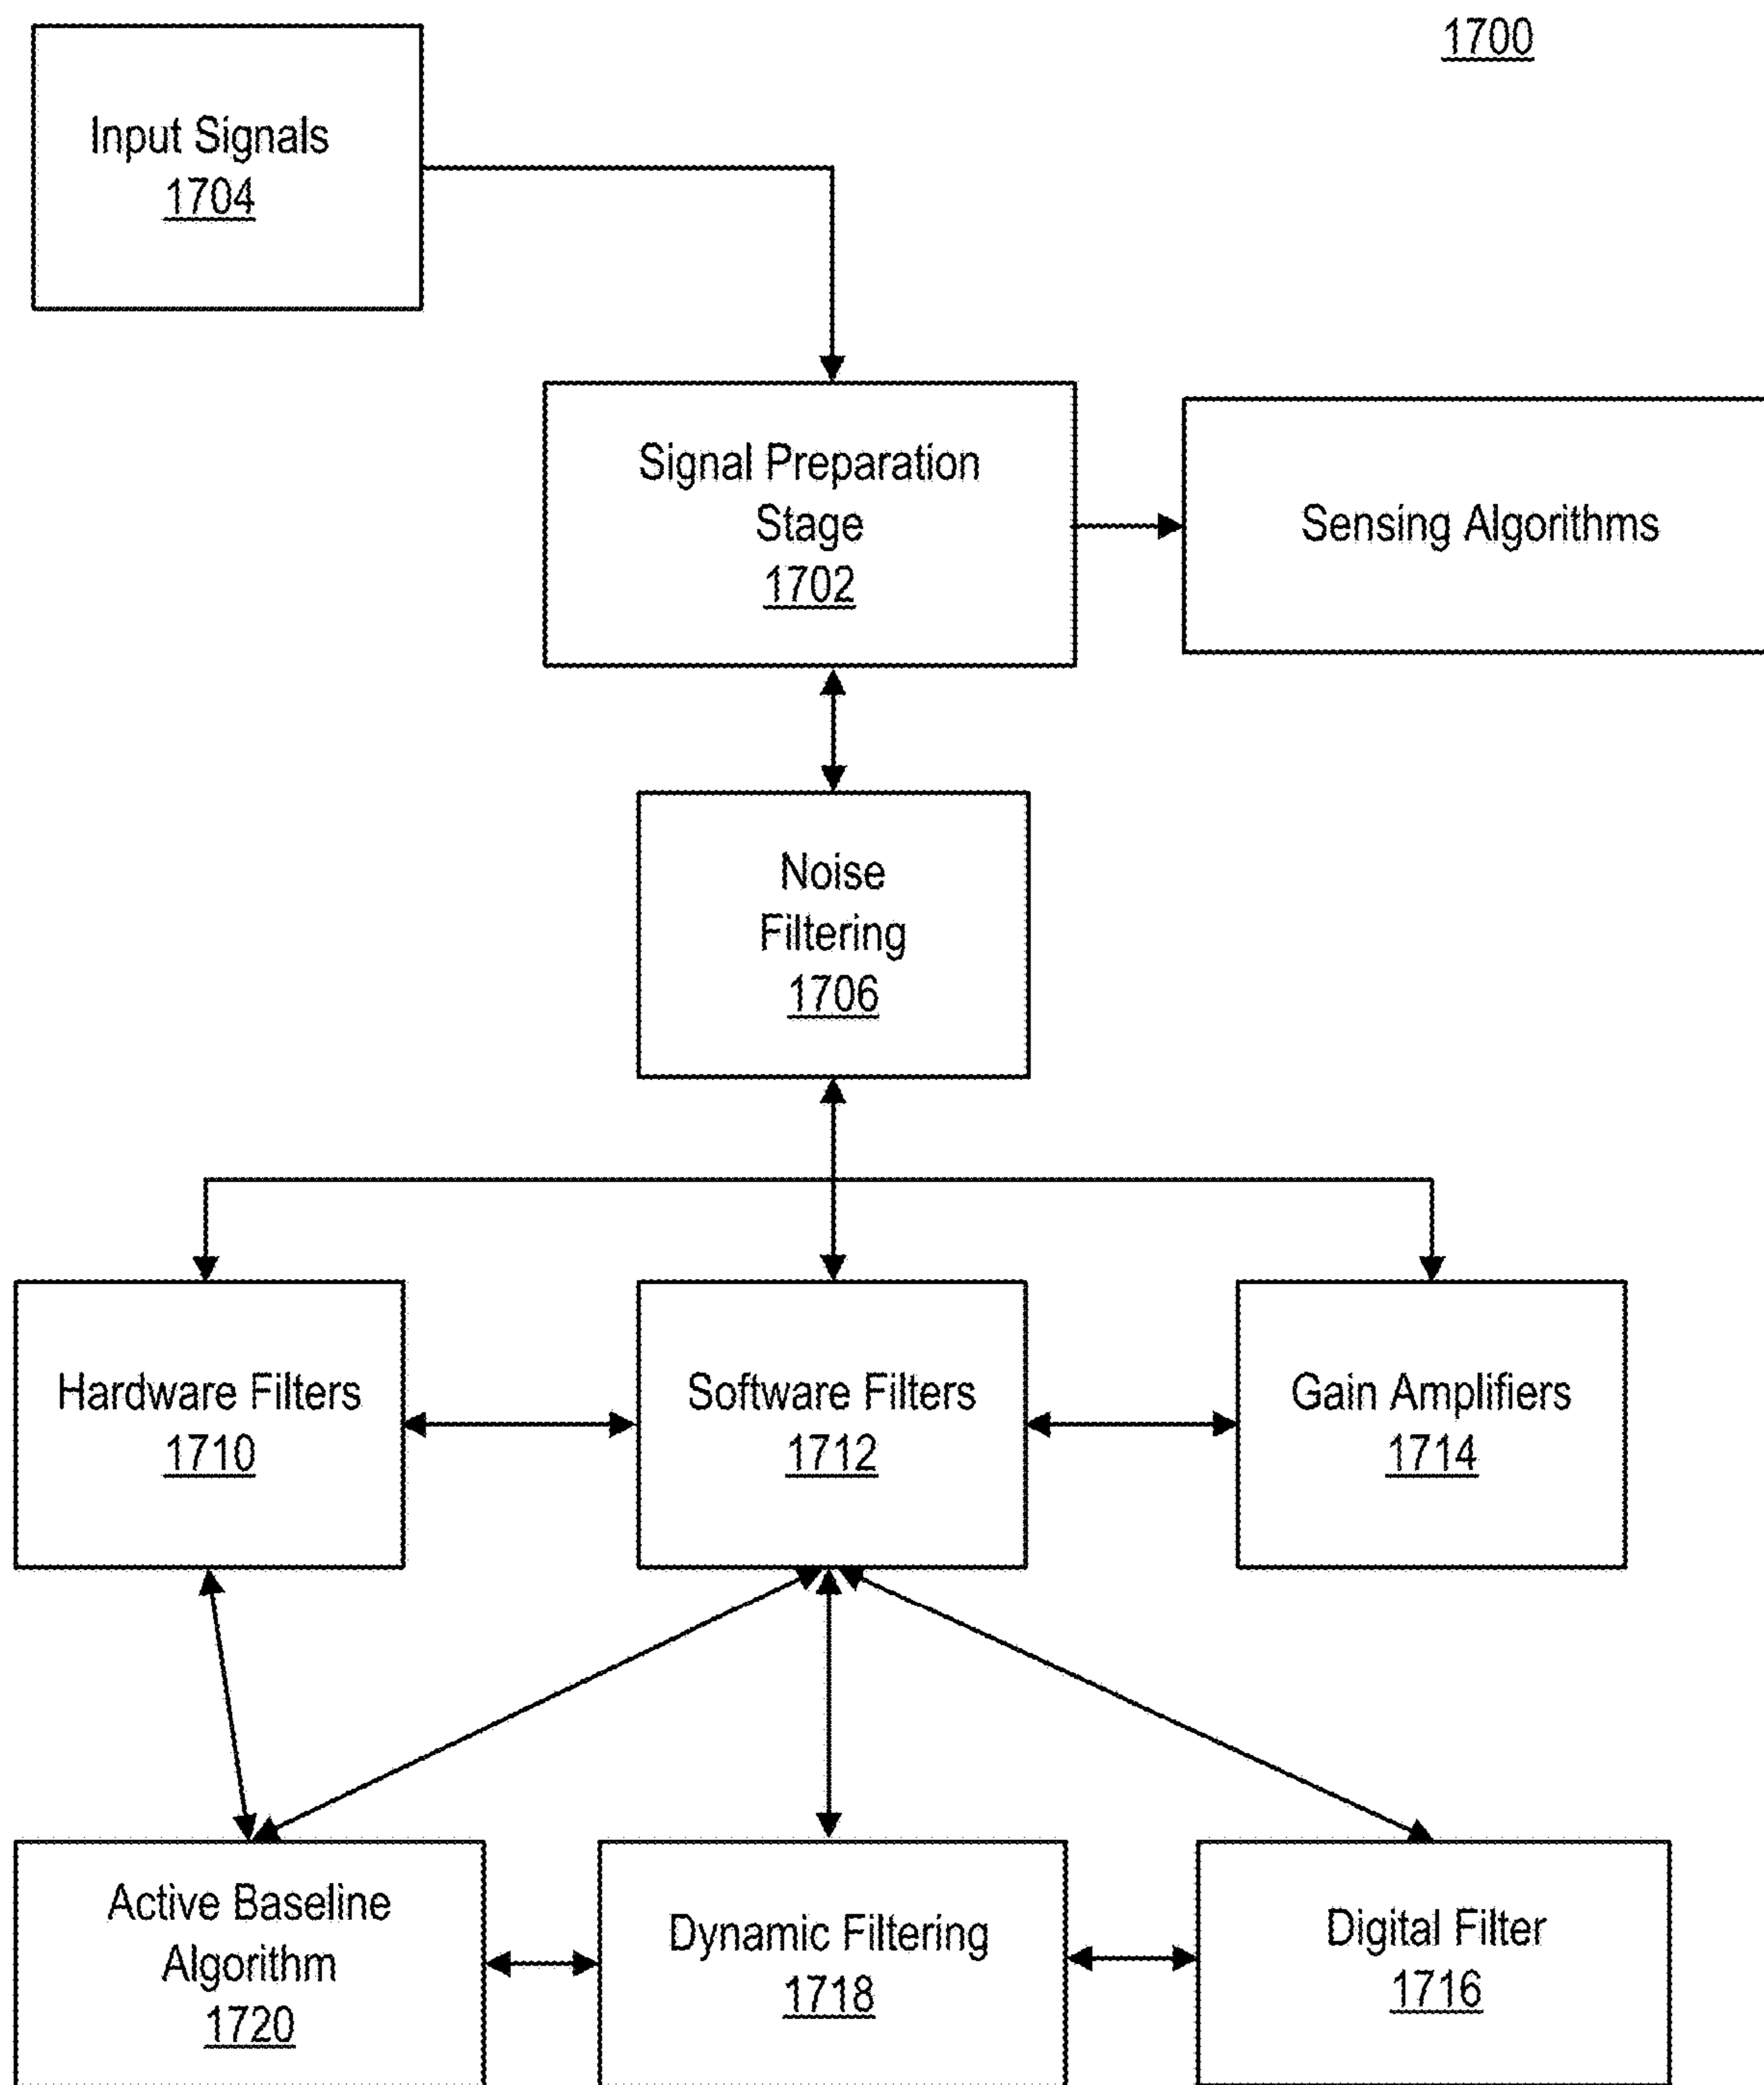 1700
Input Signals
1704
Signal Preparation
Stage
1702
Sensing Algorithms
Noise
Filtering
1706
Hardware Filters
1710
Software Filters
1712
Gain Amplifiers
1714
Active Baseline
Algorithm
1720
Dynamic Filtering
1718
Digital Filter
1716